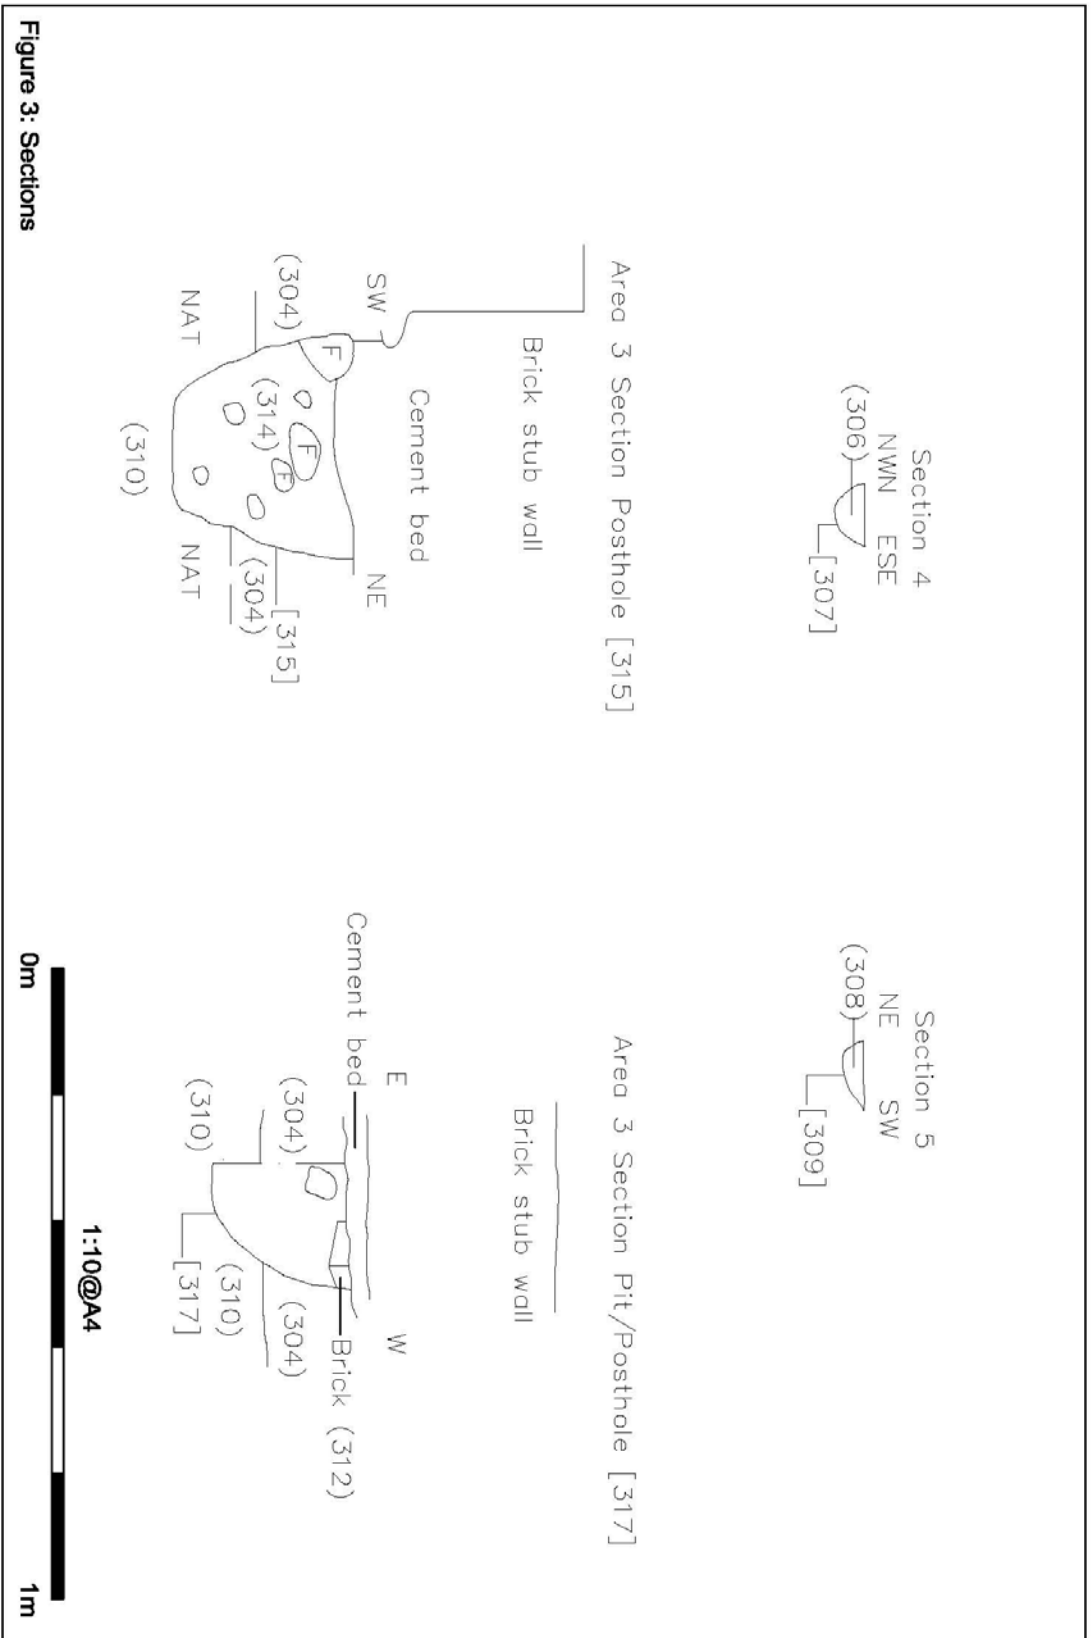 Section 4
NWN ESE
(306)
[307]
Section 5
NE SW
(308)
[309]
Area 3 Section Posthole [315]
Brick stub wall
Cement bed
SW
NE
F
F
F
(304)
(314)
[315]
(304)
NAT
NAT
(310)
Area 3 Section Pit/Posthole [317]
Brick stub wall
E
W
Cement bed
Brick (312)
(304)
(304)
(310)
(310)
[317]
1:10@A4
0m
1m
Figure 3: Sections